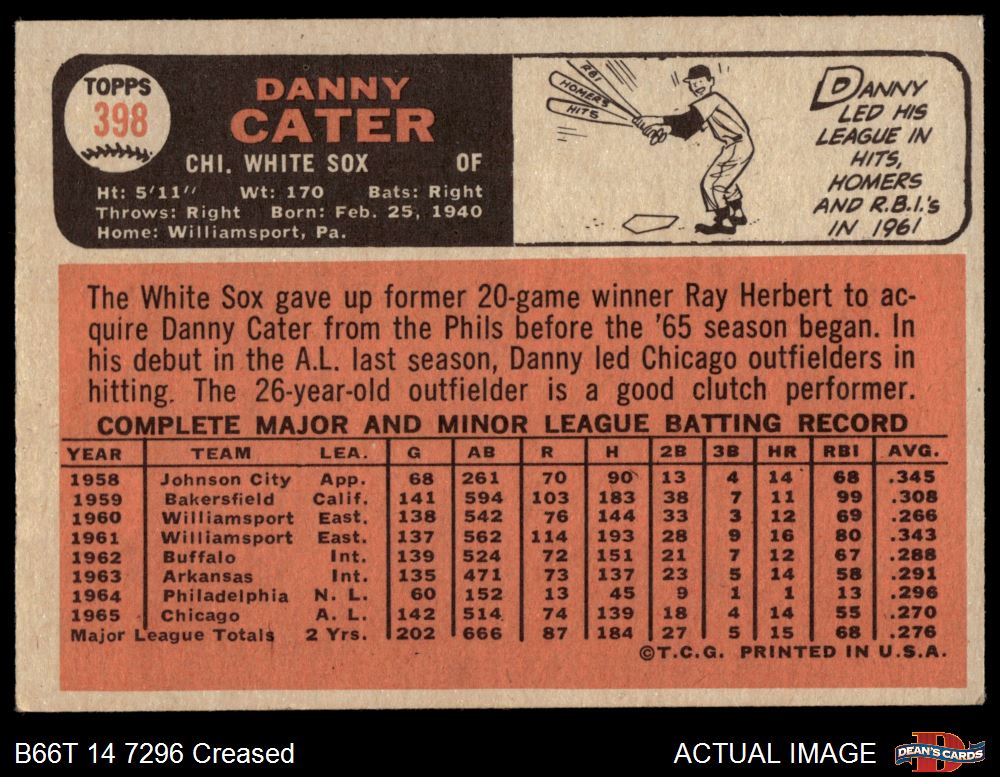 TOPPS
398
DANNY
CATER
CHI. WHITE SOX OF
Ht: 5'11" Wt: 170 Bats: Right
Throws: Right Born: Feb. 25, 1940
Home: Williamsport, Pa.
RBI
HOMERS
HITS
DANNY
LED HIS
LEAGUE IN
HITS,
HOMERS
AND R.B.I.'s
IN 1961
The White Sox gave up former 20-game winner Ray Herbert to ac-
quire Danny Cater from the Phils before the '65 season began. In
his debut in the A.L. last season, Danny led Chicago outfielders in
hitting. The 26-year-old outfielder is a good clutch performer.
COMPLETE MAJOR AND MINOR LEAGUE BATTING RECORD
YEAR TEAM LEA. G AB R H 2B 3B HR RBI AVG.
1958 Johnson City App. 68 261 70 90 13 4 14 68 .345
1959 Bakersfield Calif. 141 594 103 183 38 7 11 99 .308
1960 Williamsport East. 138 542 76 144 33 3 12 69 .266
1961 Williamsport East. 137 562 114 193 28 9 16 80 .343
1962 Buffalo Int. 139 524 72 151 21 7 12 67 .288
1963 Arkansas Int. 135 471 73 137 23 5 14 58 .291
1964 Philadelphia N. L. 60 152 13 45 9 1 1 13 .296
1965 Chicago A. L. 142 514 74 139 18 4 14 55 .270
Major League Totals 2 Yrs. 202 666 87 184 27 5 15 68 .276
©T.C.G. PRINTED IN U.S.A.
B66T 14 7296 Creased
ACTUAL IMAGE
DEAN'S CARDS